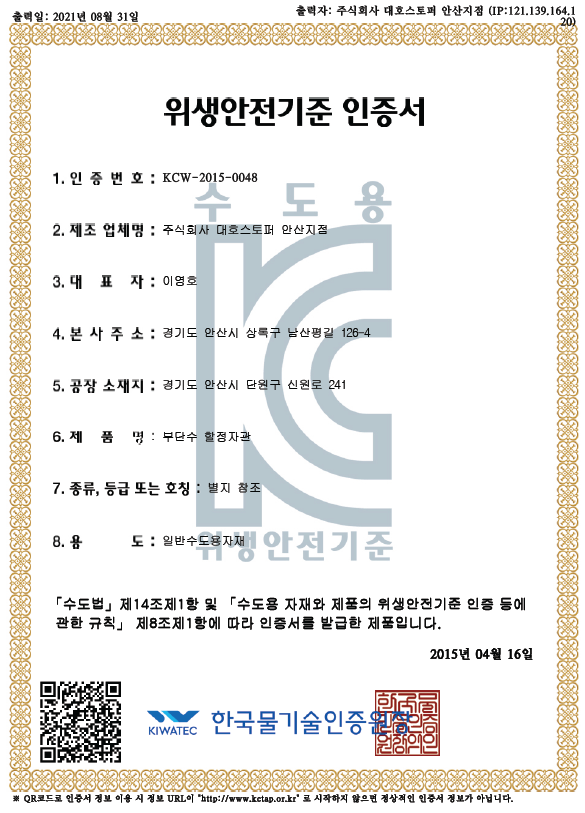 출력일: 2021년 08월 31일
출력자: 주식회사 대호스토퍼 안산지점 (IP:121.139.164.1
20)
위생안전기준 인증서
수 도 용
1. 인 증 번 호 : KCW-2015-0048
2. 제조 업체명 : 주식회사 대호스토퍼 안산지점
3. 대 표 자 : 이영호
4. 본 사 주 소 : 경기도 안산시 상록구 남산평길 126-4
5. 공장 소재지 : 경기도 안산시 단원구 신원로 241
6. 제 품 명 : 부단수 할정자관
7. 종류, 등급 또는 호칭 : 별지 참조
8. 용 도 : 일반수도용자재
위생안전기준
「수도법」제14조제1항 및 「수도용 자재와 제품의 위생안전기준 인증 등에
관한 규칙」 제8조제1항에 따라 인증서를 발급한 제품입니다.
2015년 04월 16일
KIWATEC 한국물기술인증원장
※ QR코드로 인증서 정보 이용 시 정보 URL이 "http://www.kctap.or.kr" 로 시작하지 않으면 정상적인 인증서 정보가 아닙니다.